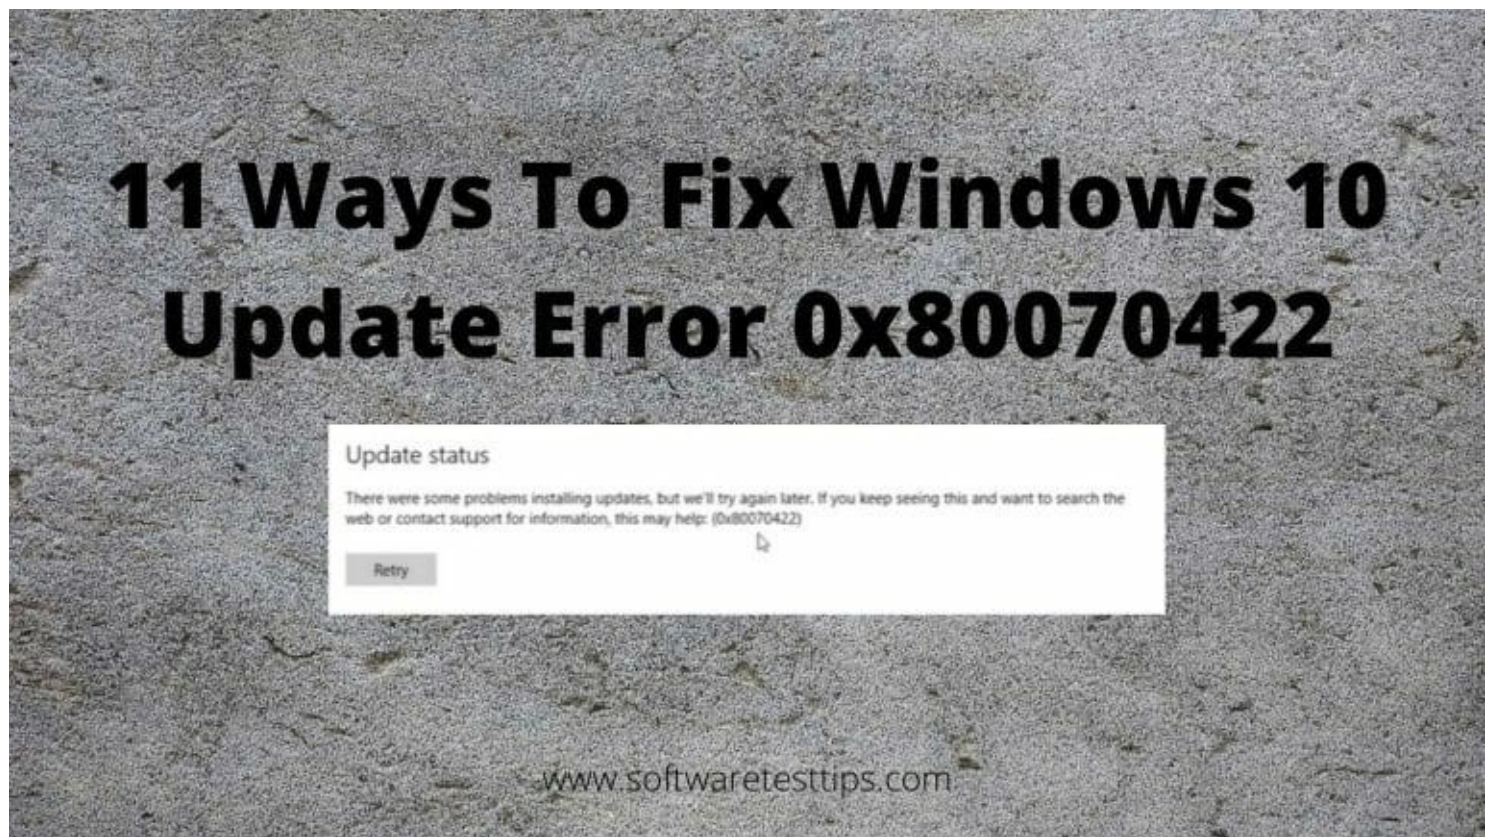 11 Ways To Fix Windows 10
Update Error 0x80070422
Update status
There were some problems installing updates, but we'll try again later. If you keep seeing this and want to search the
web or contact support for information, this may help: (0x80070422)
Retry
www.softwaretesttips.com